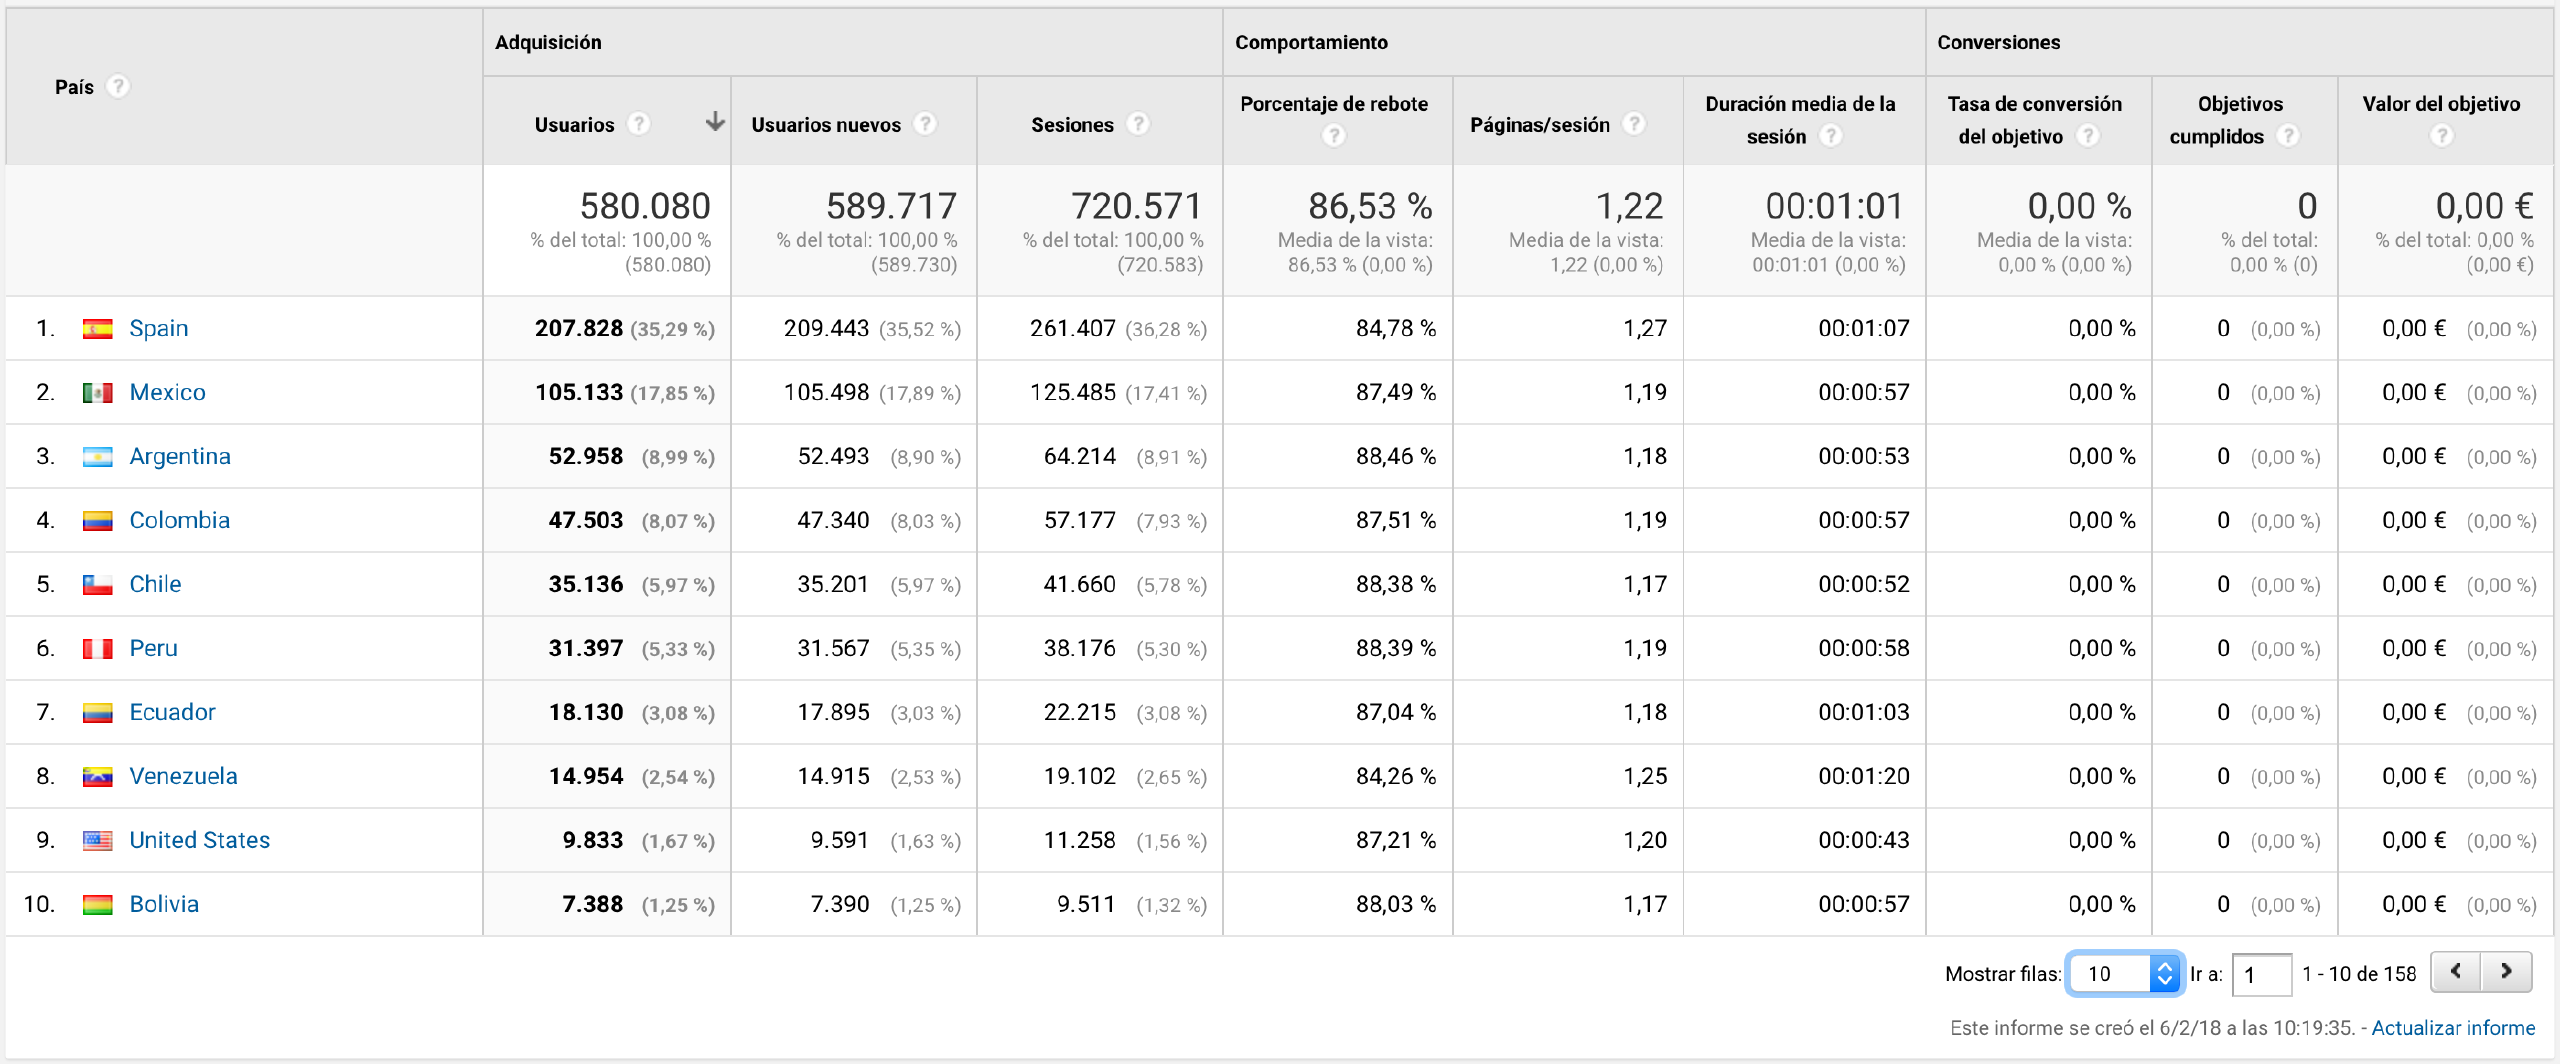 País ?
Adquisición
Comportamiento
Conversiones
Usuarios ?
Usuarios nuevos ?
Sesiones ?
Porcentaje de rebote
?
Páginas/sesión ?
Duración media de la
sesión ?
Tasa de conversión
del objetivo ?
Objetivos
cumplidos ?
Valor del objetivo
?
580.080
% del total: 100,00 %
(580.080)
589.717
% del total: 100,00 %
(589.730)
720.571
% del total: 100,00 %
(720.583)
86,53 %
Media de la vista:
86,53 % (0,00 %)
1,22
Media de la vista:
1,22 (0,00 %)
00:01:01
Media de la vista:
00:01:01 (0,00 %)
0,00 %
Media de la vista:
0,00 % (0,00 %)
0
% del total:
0,00 % (0)
0,00 €
% del total: 0,00 %
(0,00 €)
1. Spain 207.828 (35,29 %) 209.443 (35,52 %) 261.407 (36,28 %) 84,78 % 1,27 00:01:07 0,00 % 0 (0,00 %) 0,00 € (0,00 %)
2. Mexico 105.133 (17,85 %) 105.498 (17,89 %) 125.485 (17,41 %) 87,49 % 1,19 00:00:57 0,00 % 0 (0,00 %) 0,00 € (0,00 %)
3. Argentina 52.958 (8,99 %) 52.493 (8,90 %) 64.214 (8,91 %) 88,46 % 1,18 00:00:53 0,00 % 0 (0,00 %) 0,00 € (0,00 %)
4. Colombia 47.503 (8,07 %) 47.340 (8,03 %) 57.177 (7,93 %) 87,51 % 1,19 00:00:57 0,00 % 0 (0,00 %) 0,00 € (0,00 %)
5. Chile 35.136 (5,97 %) 35.201 (5,97 %) 41.660 (5,78 %) 88,38 % 1,17 00:00:52 0,00 % 0 (0,00 %) 0,00 € (0,00 %)
6. Peru 31.397 (5,33 %) 31.567 (5,35 %) 38.176 (5,30 %) 88,39 % 1,19 00:00:58 0,00 % 0 (0,00 %) 0,00 € (0,00 %)
7. Ecuador 18.130 (3,08 %) 17.895 (3,03 %) 22.215 (3,08 %) 87,04 % 1,18 00:01:03 0,00 % 0 (0,00 %) 0,00 € (0,00 %)
8. Venezuela 14.954 (2,54 %) 14.915 (2,53 %) 19.102 (2,65 %) 84,26 % 1,25 00:01:20 0,00 % 0 (0,00 %) 0,00 € (0,00 %)
9. United States 9.833 (1,67 %) 9.591 (1,63 %) 11.258 (1,56 %) 87,21 % 1,20 00:00:43 0,00 % 0 (0,00 %) 0,00 € (0,00 %)
10. Bolivia 7.388 (1,25 %) 7.390 (1,25 %) 9.511 (1,32 %) 88,03 % 1,17 00:00:57 0,00 % 0 (0,00 %) 0,00 € (0,00 %)
Mostrar filas: 10 Ir a: 1 1 - 10 de 158
Este informe se creó el 6/2/18 a las 10:19:35. - Actualizar informe